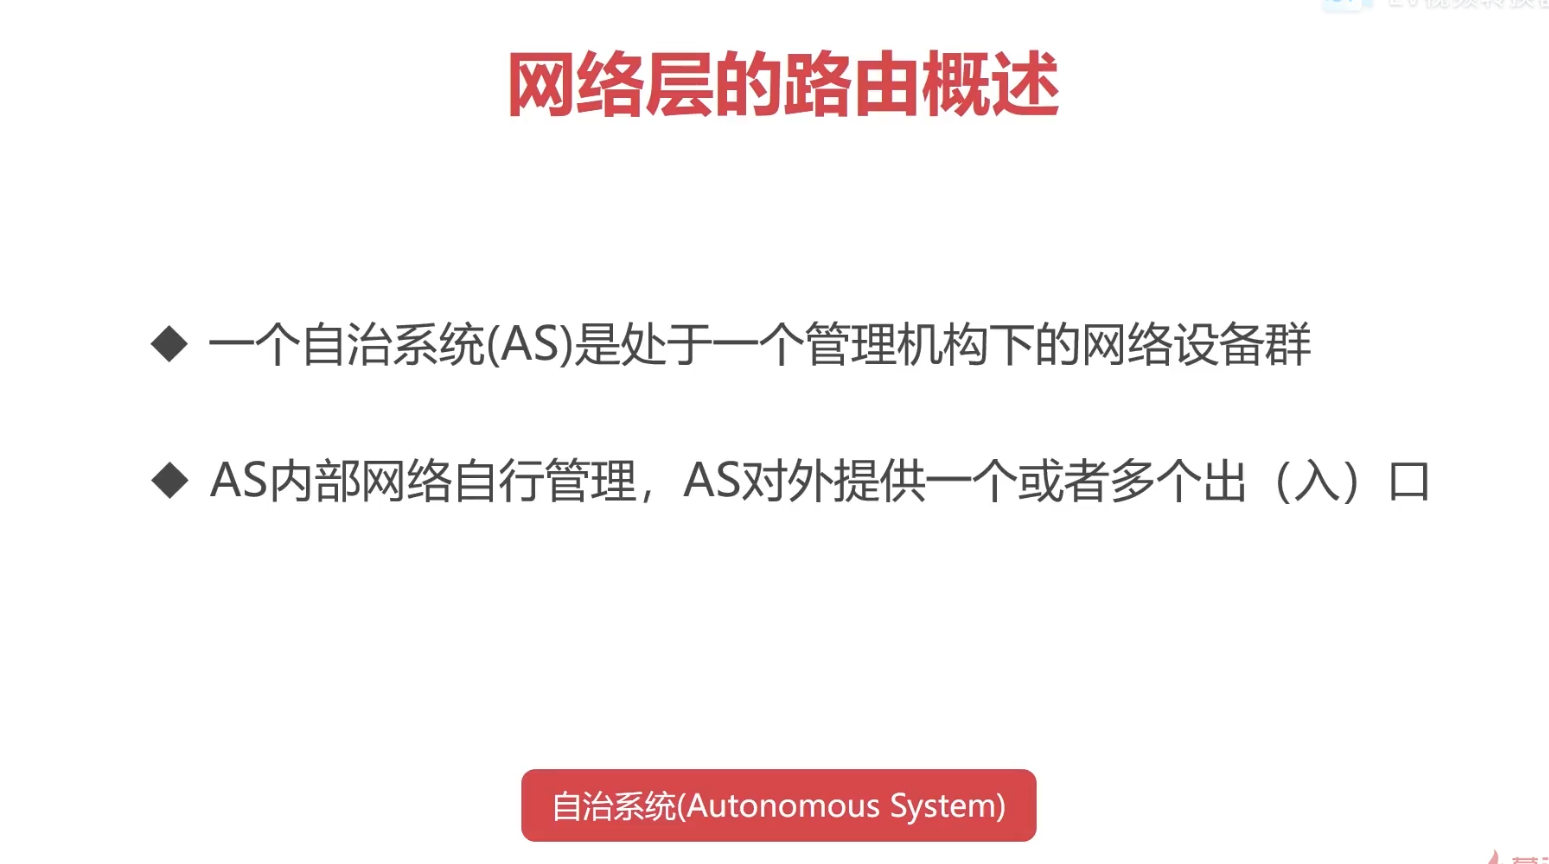 网络层的路由概述
◆ 一个自治系统(AS)是处于一个管理机构下的网络设备群
◆ AS内部网络自行管理，AS对外提供一个或者多个出（入）口
自治系统(Autonomous System)